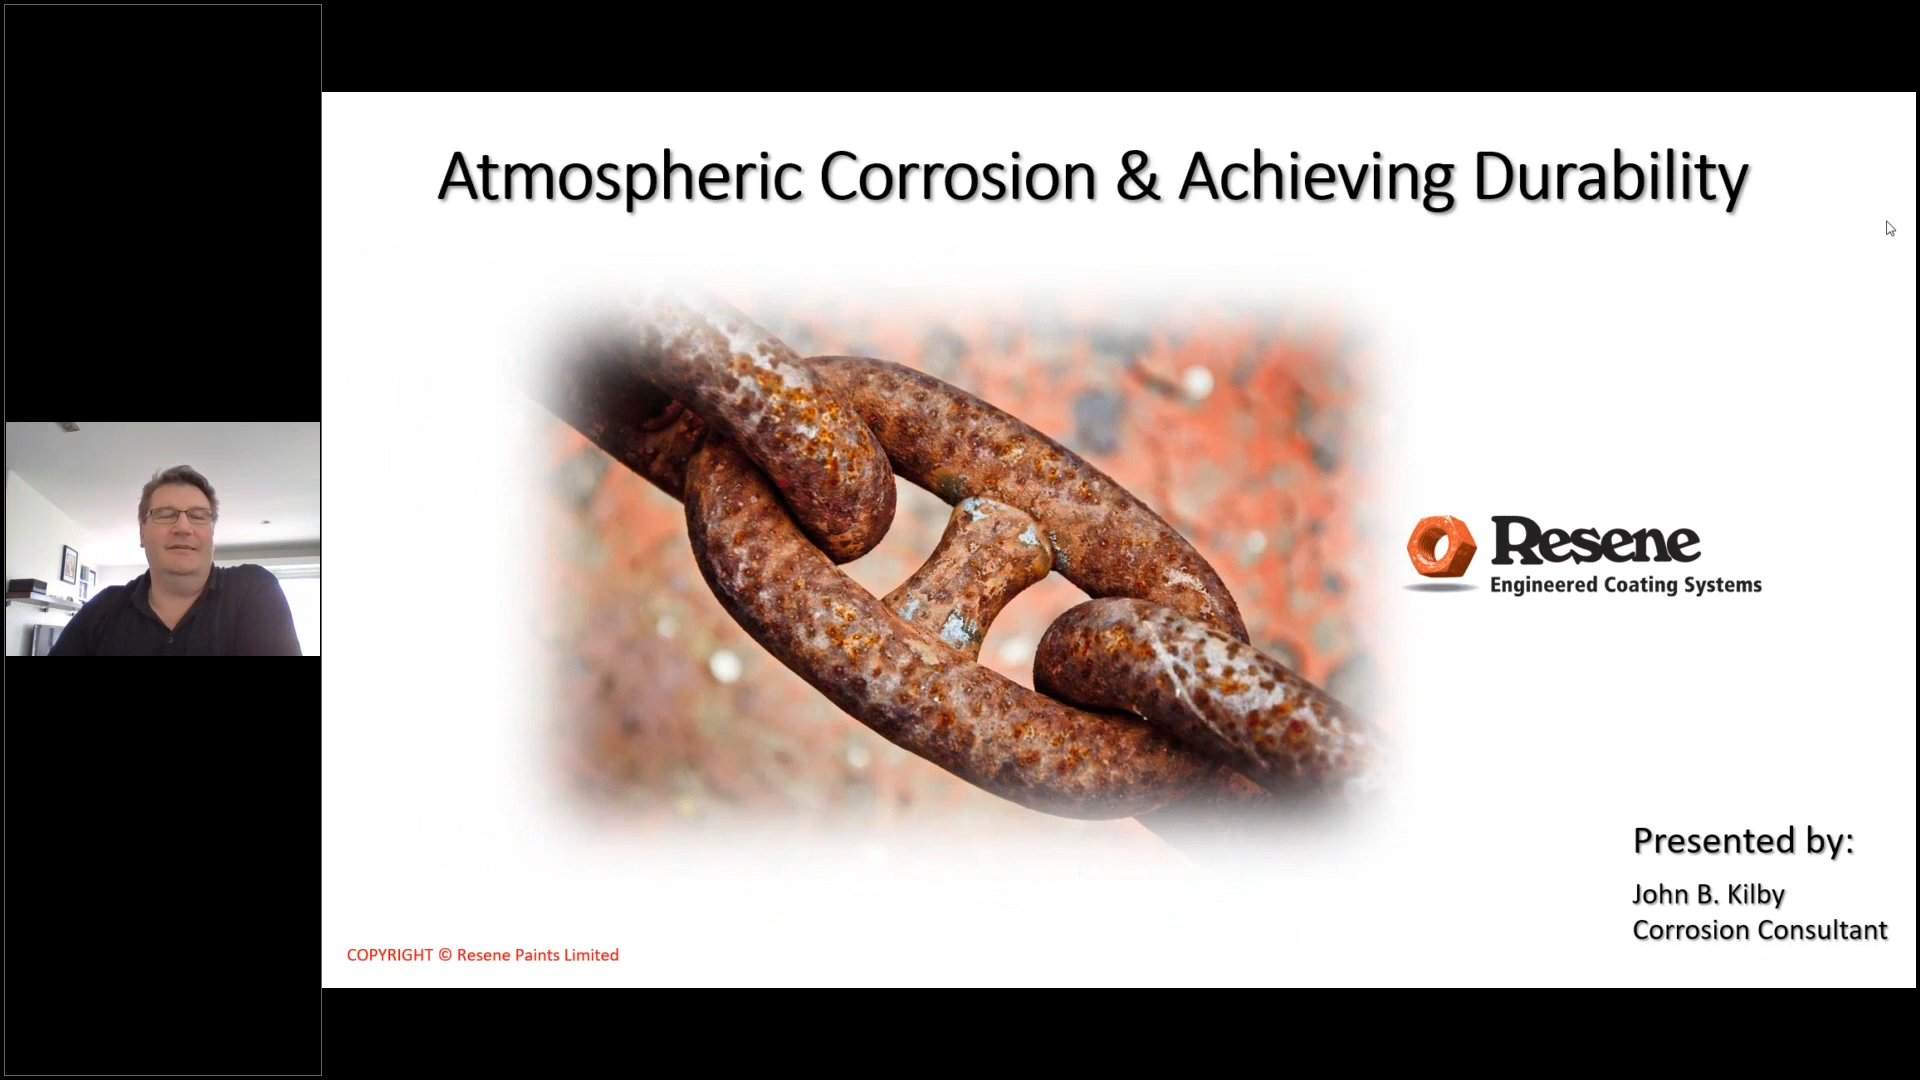 Atmospheric Corrosion & Achieving Durability
Resene
Engineered Coating Systems
Presented by:
John B. Kilby
Corrosion Consultant
COPYRIGHT © Resene Paints Limited